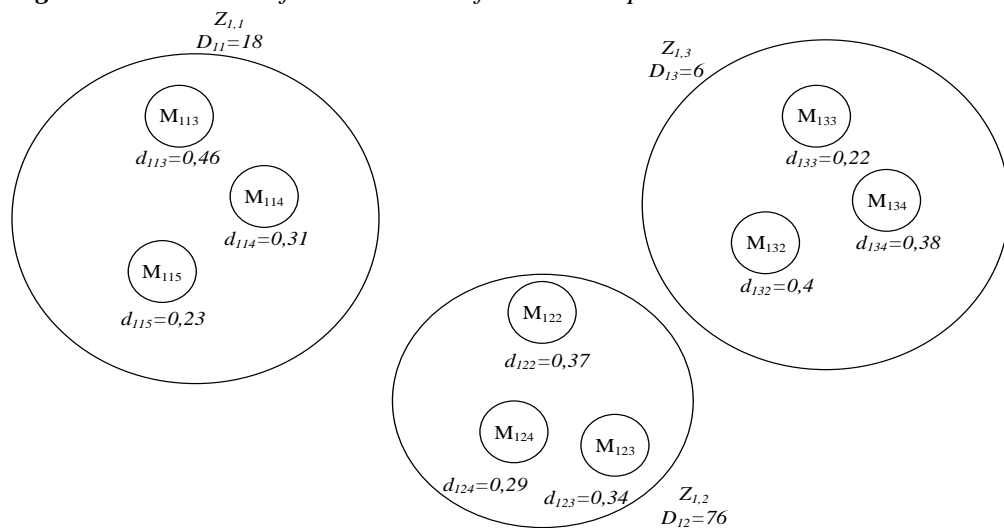 Z1,1
D11=18
M113
d113=0,46
M114
d114=0,31
M115
d115=0,23
Z1,3
D13=6
M133
d133=0,22
M134
d134=0,38
M132
d132=0,4
M122
d122=0,37
M124
d124=0,29
M123
d123=0,34
Z1,2
D12=76